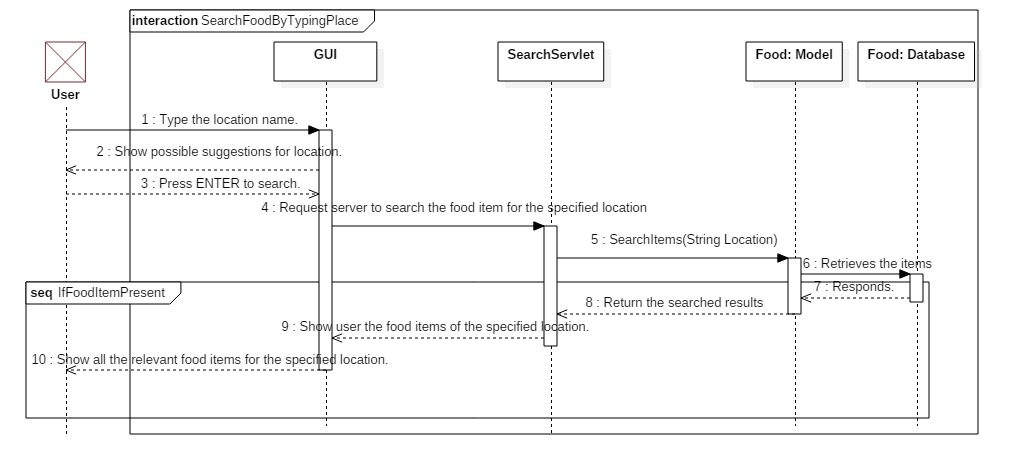 interaction SearchFoodByTypingPlace
GUI
SearchServlet
Food: Model
Food: Database
User
1 : Type the location name.
2 : Show possible suggestions for location.
3 : Press ENTER to search.
4 : Request server to search the food item for the specified location
5 : SearchItems(String Location)
6 : Retrieves the items
7 : Responds.
seq IfFoodItemPresent
8 : Return the searched results
9 : Show user the food items of the specified location.
10 : Show all the relevant food items for the specified location.